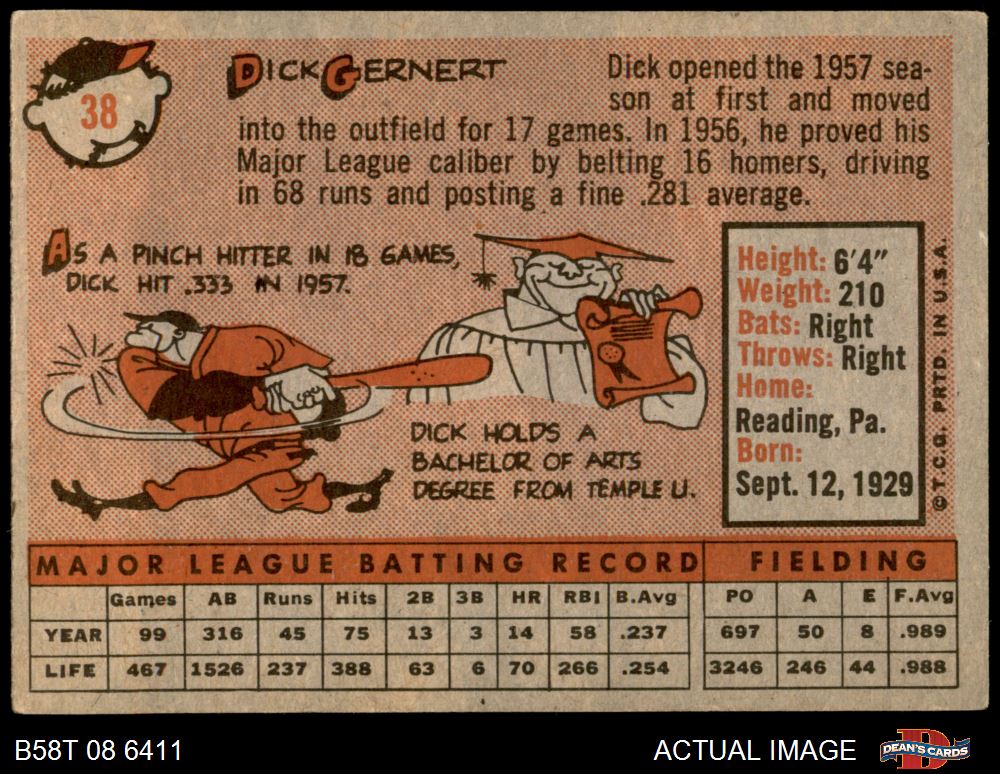 38
DICK GERNERT
Dick opened the 1957 sea-
son at first and moved
into the outfield for 17 games. In 1956, he proved his
Major League caliber by belting 16 homers, driving
in 68 runs and posting a fine .281 average.
AS A PINCH HITTER IN 18 GAMES,
DICK HIT .333 IN 1957.
DICK HOLDS A
BACHELOR OF ARTS
DEGREE FROM TEMPLE U.
Height: 6'4"
Weight: 210
Bats: Right
Throws: Right
Home:
Reading, Pa.
Born:
Sept. 12, 1929
© T.C.G. PRTD. IN U.S.A.
MAJOR LEAGUE BATTING RECORD FIELDING
Games AB Runs Hits 2B 3B HR RBI B.Avg PO A E F.Avg
YEAR 99 316 45 75 13 3 14 58 .237 697 50 8 .989
LIFE 467 1526 237 388 63 6 70 266 .254 3246 246 44 .988
B58T 08 6411 ACTUAL IMAGE DEAN'S CARDS